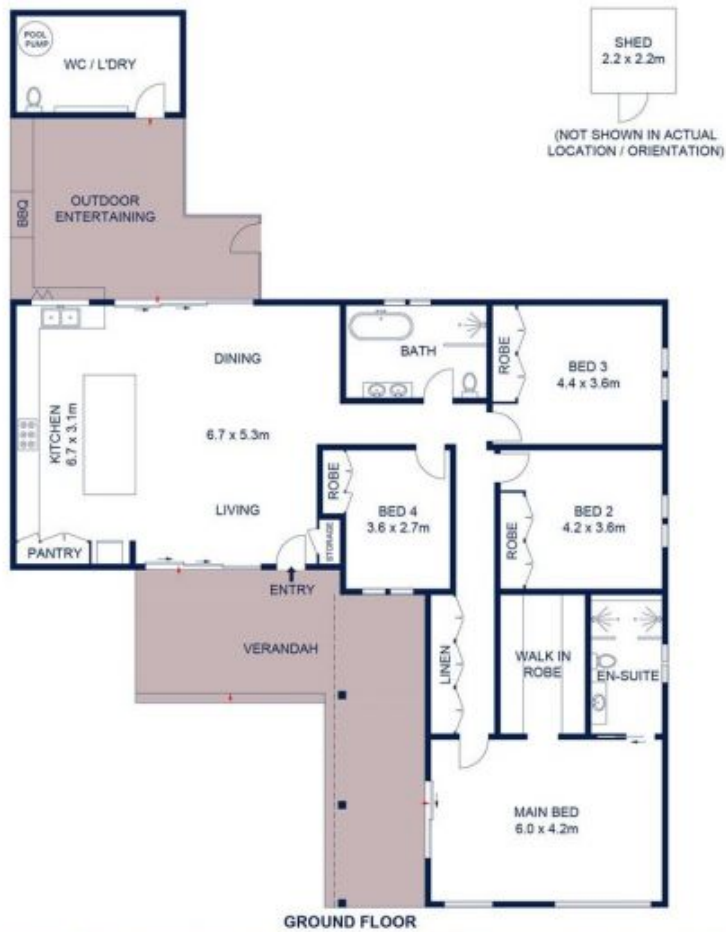 POOL
PUMP
WC / L'DRY
SHED
2.2 x 2.2m
(NOT SHOWN IN ACTUAL
LOCATION / ORIENTATION)
BBQ
OUTDOOR
ENTERTAINING
KITCHEN
6.7 x 3.1m
DINING
6.7 x 5.3m
LIVING
PANTRY
BATH
ROBE
BED 3
4.4 x 3.6m
ROBE
BED 4
3.6 x 2.7m
STORAGE
ROBE
BED 2
4.2 x 3.6m
ENTRY
VERANDAH
LINEN
WALK IN
ROBE
EN-SUITE
MAIN BED
6.0 x 4.2m
GROUND FLOOR